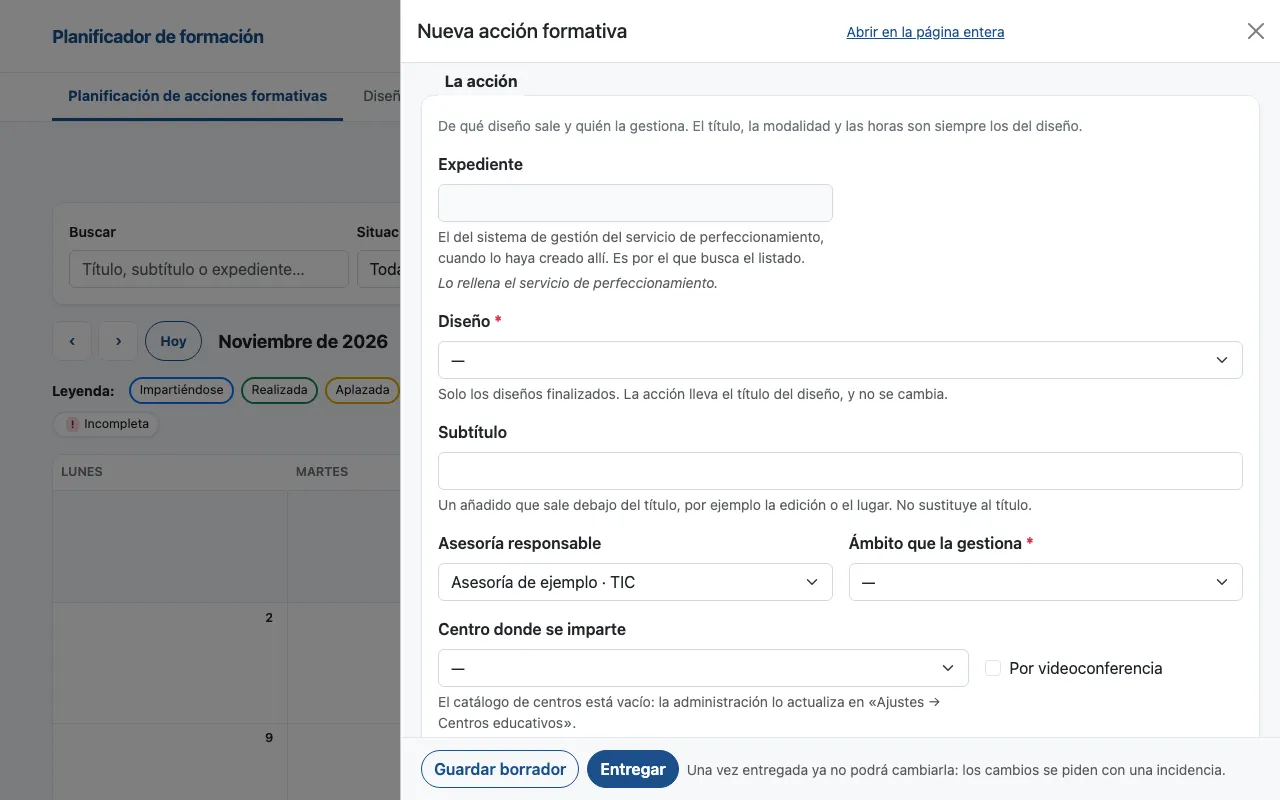 Planificador de formación
Planificación de acciones formativas
Diseñ
Buscar
Situac
Título, subtítulo o expediente...
Toda
‹ › Hoy Noviembre de 2026
Leyenda: Impartiéndose Realizada Aplazada
! Incompleta
LUNES MARTES
2
9
Nueva acción formativa
Abrir en la página entera
La acción
De qué diseño sale y quién la gestiona. El título, la modalidad y las horas son siempre los del diseño.
Expediente
El del sistema de gestión del servicio de perfeccionamiento,
cuando lo haya creado allí. Es por el que busca el listado.
Lo rellena el servicio de perfeccionamiento.
Diseño *
—
Solo los diseños finalizados. La acción lleva el título del diseño, y no se cambia.
Subtítulo
Un añadido que sale debajo del título, por ejemplo la edición o el lugar. No sustituye al título.
Asesoría responsable
Ámbito que la gestiona *
Asesoría de ejemplo · TIC
—
Centro donde se imparte
—
Por videoconferencia
El catálogo de centros está vacío: la administración lo actualiza en «Ajustes →
Centros educativos».
Guardar borrador
Entregar
Una vez entregada ya no podrá cambiarla: los cambios se piden con una incidencia.